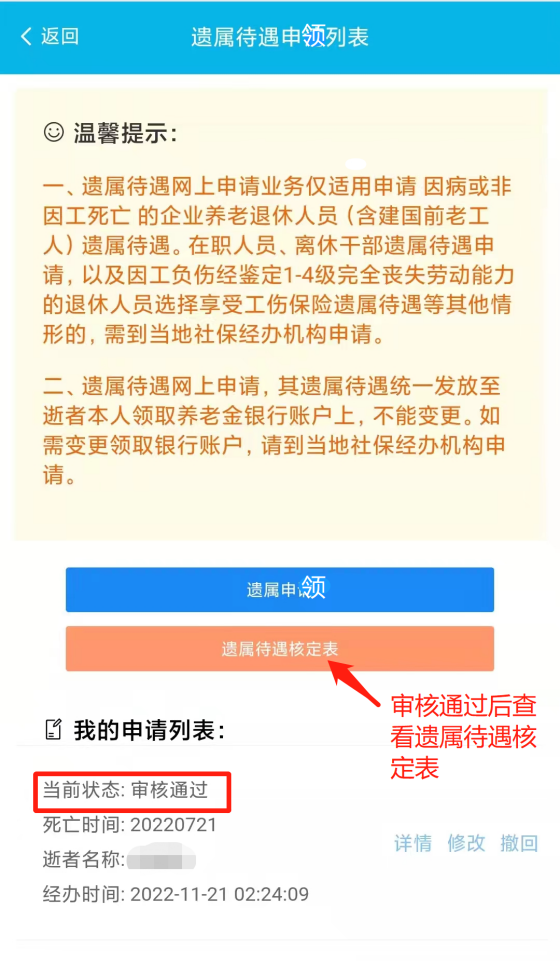 返回
遗属待遇申领列表
温馨提示：
一、遗属待遇网上申请业务仅适用申请 因病或非
因工死亡 的企业养老退休人员（含建国前老工
人）遗属待遇。在职人员、离休干部遗属待遇申
请，以及因工负伤经鉴定1-4级完全丧失劳动能力
的退休人员选择享受工伤保险遗属待遇等其他情
形的，需到当地社保经办机构申请。
二、遗属待遇网上申请，其遗属待遇统一发放至
逝者本人领取养老金银行账户上，不能变更。如
需变更领取银行账户，请到当地社保经办机构申
请。
遗属申领
遗属待遇核定表
审核通过后查
看遗属待遇核
定表
我的申请列表：
当前状态: 审核通过
死亡时间: 20220721
逝者名称:
经办时间: 2022-11-21 02:24:09
详情 修改 撤回